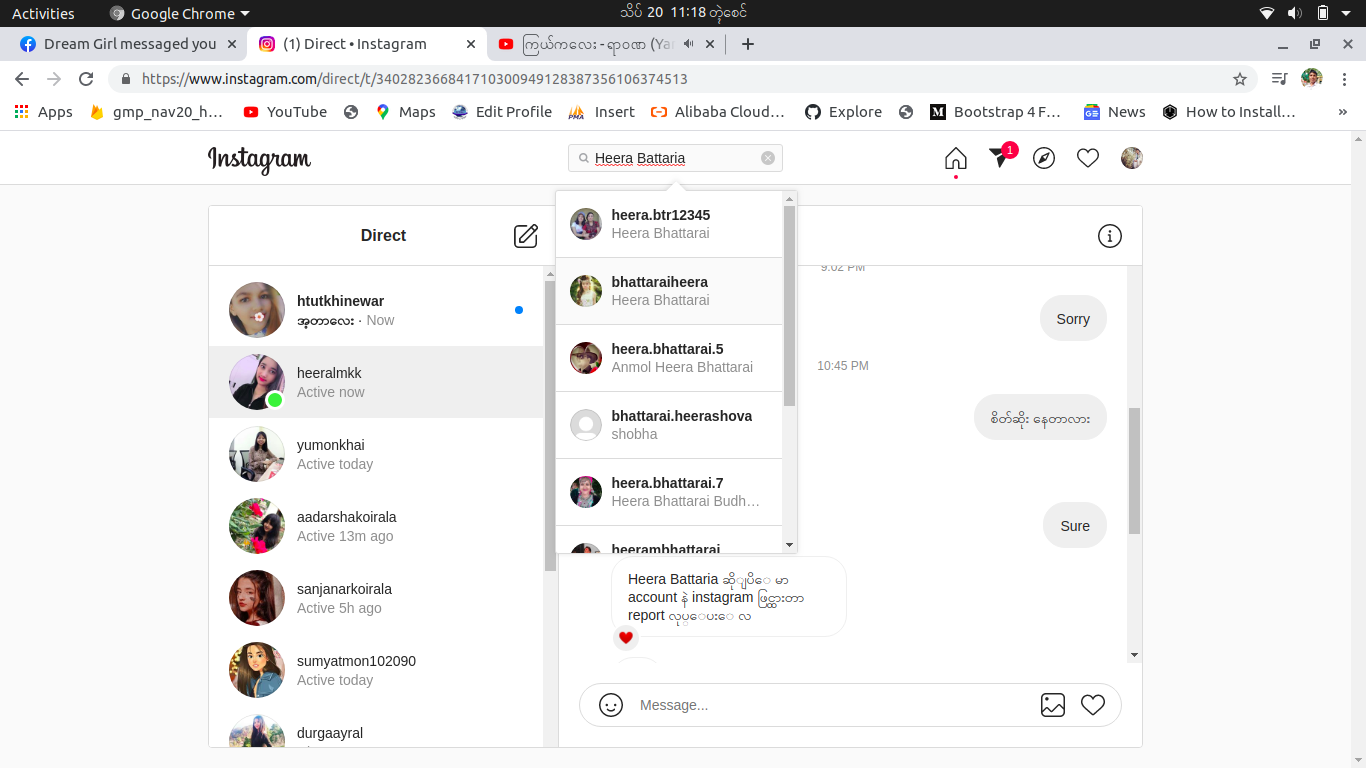 Activities
Google Chrome
သိပ် 20 11:18 တွဲစေင်
Dream Girl messaged you
(1) Direct • Instagram
ကြယ်ကလေး - ရာဝဏ (Ya
https://www.instagram.com/direct/t/340282366841710300949128387356106374513
Apps
gmp_nav20_h…
YouTube
Maps
Edit Profile
Insert
Alibaba Cloud…
Explore
Bootstrap 4 F…
News
How to Install…
»
Instagram
Heera Battaria
1
Direct
htutkhinewar
အဲ့တာလေး · Now
heeralmkk
Active now
yumonkhai
Active today
aadarshakoirala
Active 13m ago
sanjanarkoirala
Active 5h ago
sumyatmon102090
Active today
durgaayral
heera.btr12345
Heera Bhattarai
bhattaraiheera
Heera Bhattarai
heera.bhattarai.5
Anmol Heera Bhattarai
bhattarai.heerashova
shobha
heera.bhattarai.7
Heera Bhattarai Budh…
heerambhattarai
9:02 PM
Sorry
10:45 PM
စိတ်ဆိုး နေတာလား
Sure
Heera Battaria ဆိုျပိေ မာ
account နဲ instagram ဖြင္ထားတာ
report လုပ္ေပးေ လ
Message...